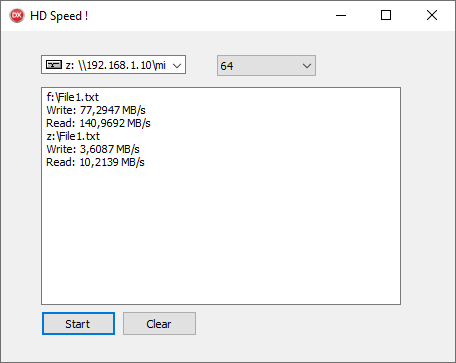 DX HD Speed !
z: \\192.168.1.10\mi 64
f:\File1.txt
Write: 77,2947 MB/s
Read: 140,9692 MB/s
z:\File1.txt
Write: 3,6087 MB/s
Read: 10,2139 MB/s
Start Clear